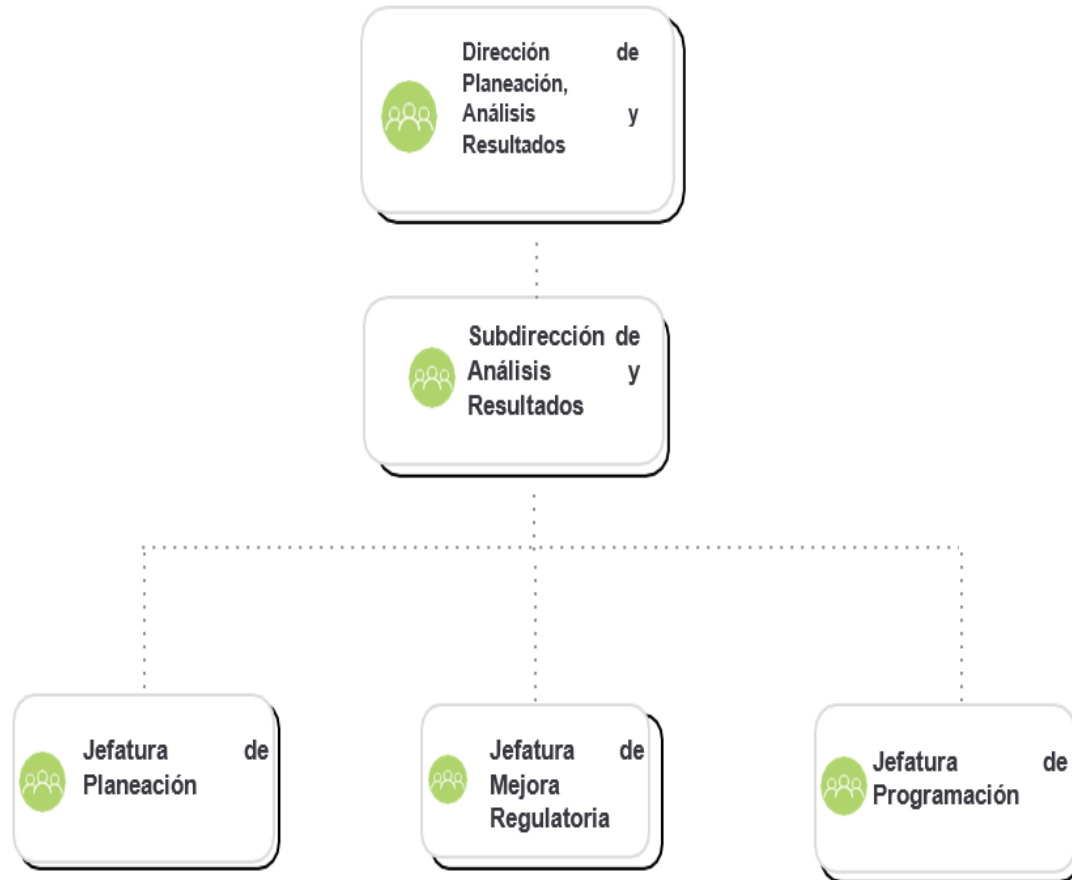 Dirección de
Planeación,
Análisis y
Resultados
Subdirección de
Análisis y
Resultados
Jefatura de
Planeación
Jefatura de
Mejora
Regulatoria
Jefatura de
Programación